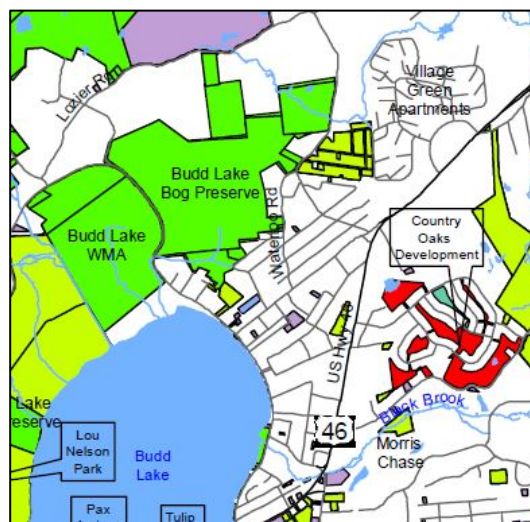 Lozier Rd
Village
Green
Apartments
Budd Lake
Bog Preserve
Waterloo Rd
Country
Oaks
Development
Budd Lake
WMA
US Hwy 46
Black Brook
Lake
46
Lou
Nelson
Park
Budd
Lake
Morris
Chase
Pax
Tulip